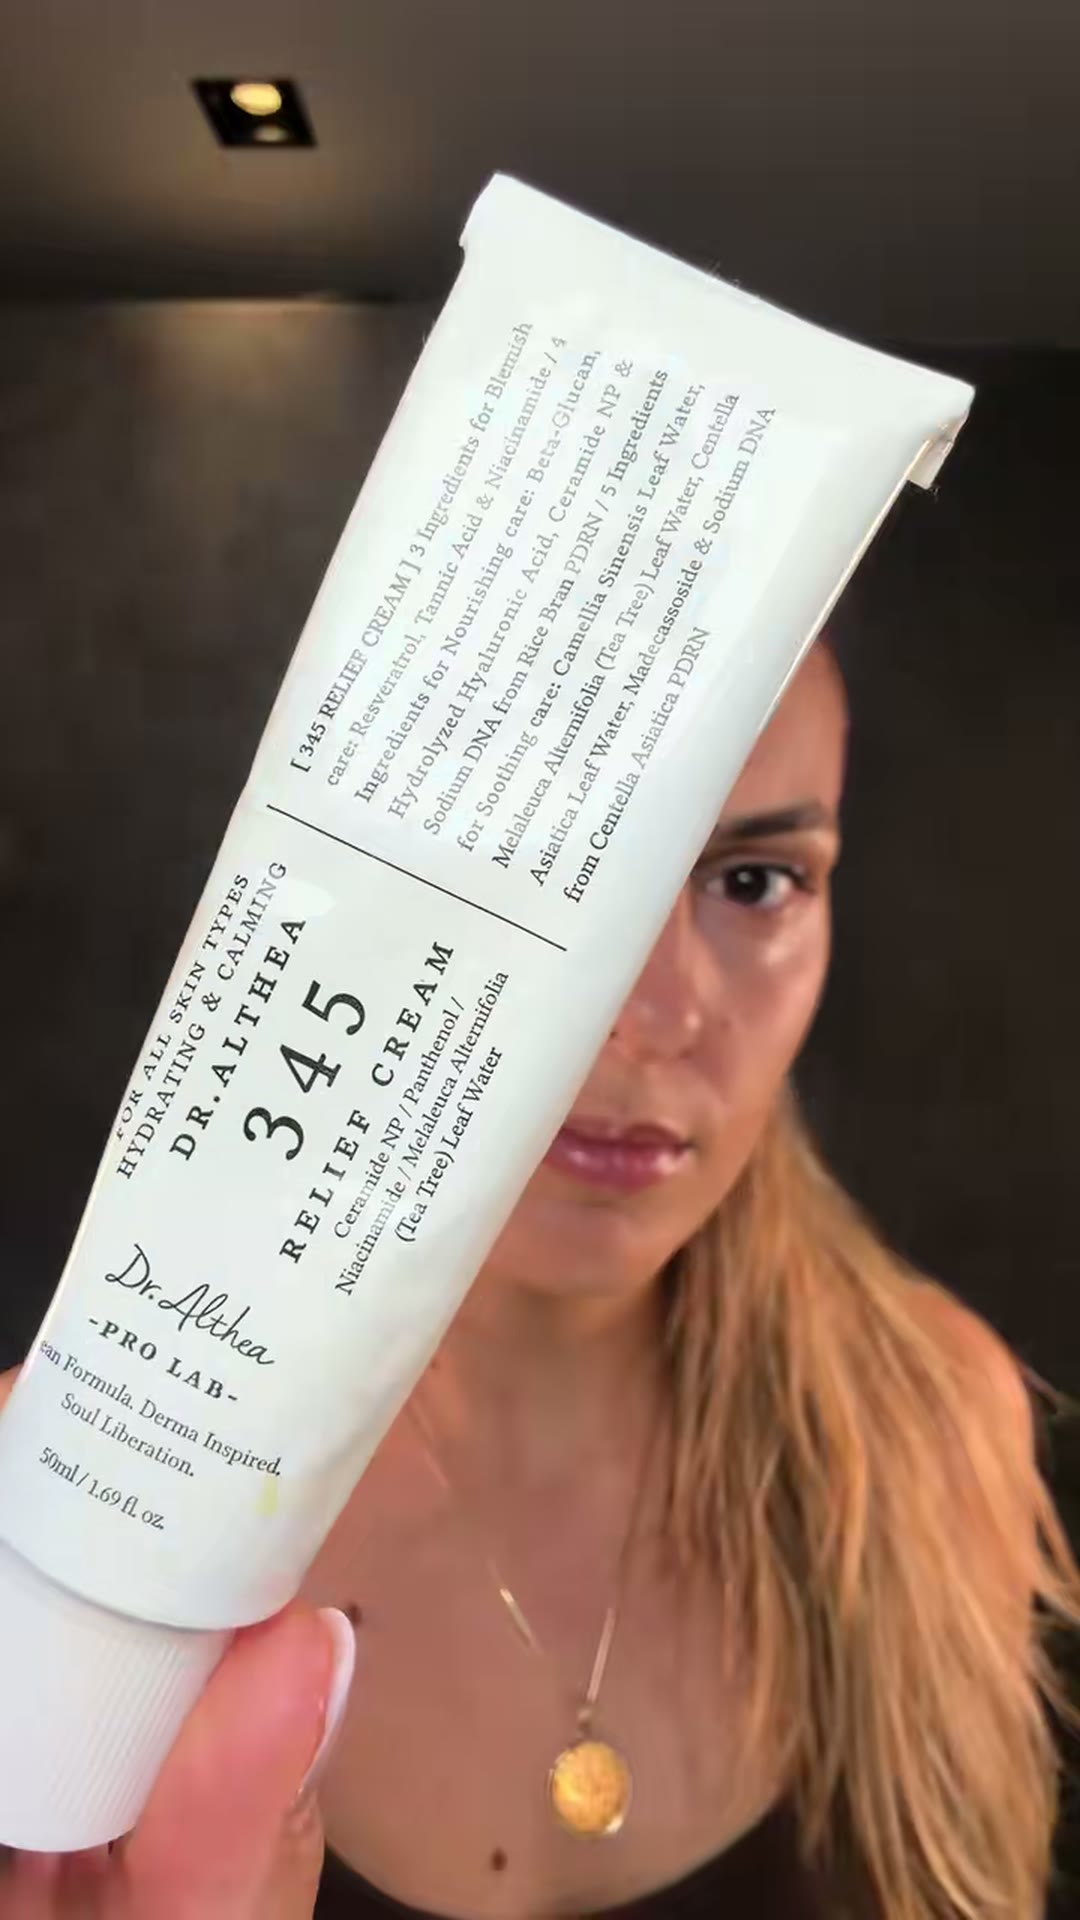 [ 345 RELIEF CREAM ] 3 Ingredients for Blemish
care: Resveratrol, Tannic Acid & Niacinamide / 4
Ingredients for Nourishing care: Beta-Glucan,
Hydrolyzed Hyaluronic Acid, Ceramide NP &
Sodium DNA from Rice Bran PDRN / 5 Ingredients
for Soothing care: Camellia Sinensis Leaf Water,
Melaleuca Alternifolia (Tea Tree) Leaf Water, Centella
Asiatica Leaf Water, Madecassoside & Sodium DNA
from Centella Asiatica PDRN
FOR ALL SKIN TYPES
HYDRATING & CALMING
DR.ALTHEA
345
RELIEF CREAM
Ceramide NP / Panthenol /
Niacinamide / Melaleuca Alternifolia
(Tea Tree) Leaf Water
Dr.Althea
-PRO LAB-
Formula. Derma Inspired.
Soul Liberation.
50ml / 1.69 fl. oz.